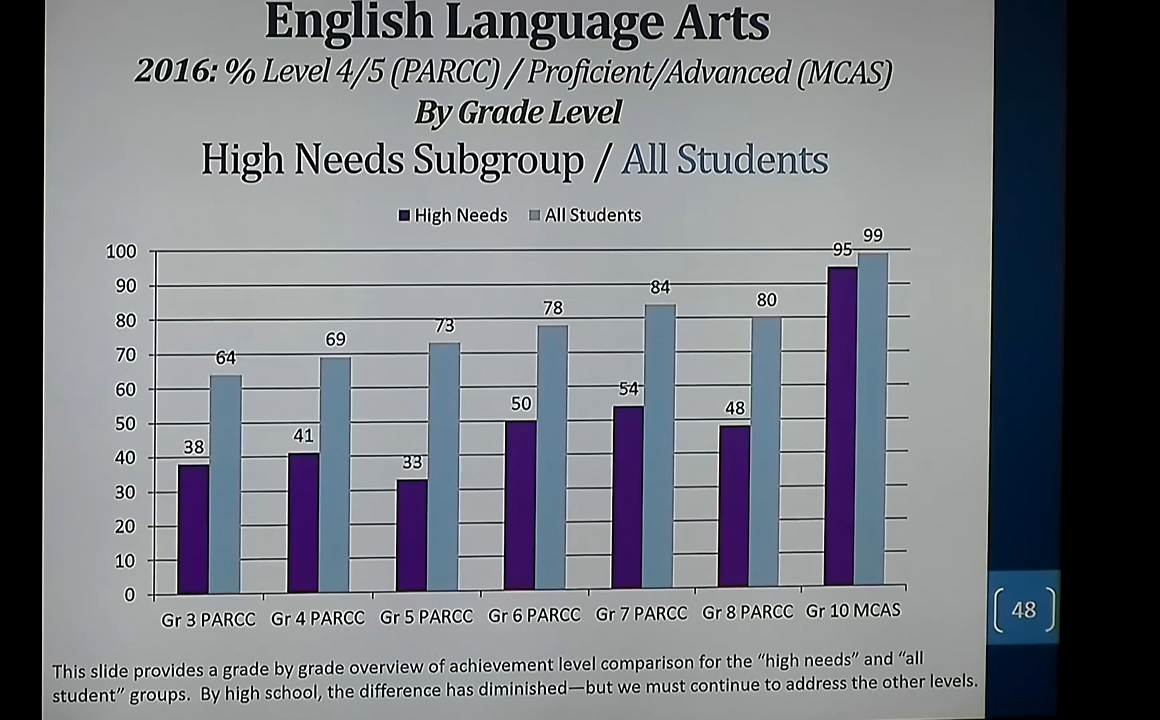 English Language Arts
2016: % Level 4/5 (PARCC) / Proficient/Advanced (MCAS)
By Grade Level
High Needs Subgroup / All Students
High Needs All Students
100
90
80
70
60
50
40
30
20
10
0
38 64
41 69
33 73
50 78
54 84
48 80
95 99
Gr 3 PARCC Gr 4 PARCC Gr 5 PARCC Gr 6 PARCC Gr 7 PARCC Gr 8 PARCC Gr 10 MCAS
48
This slide provides a grade by grade overview of achievement level comparison for the “high needs” and “all
student” groups.  By high school, the difference has diminished—but we must continue to address the other levels.